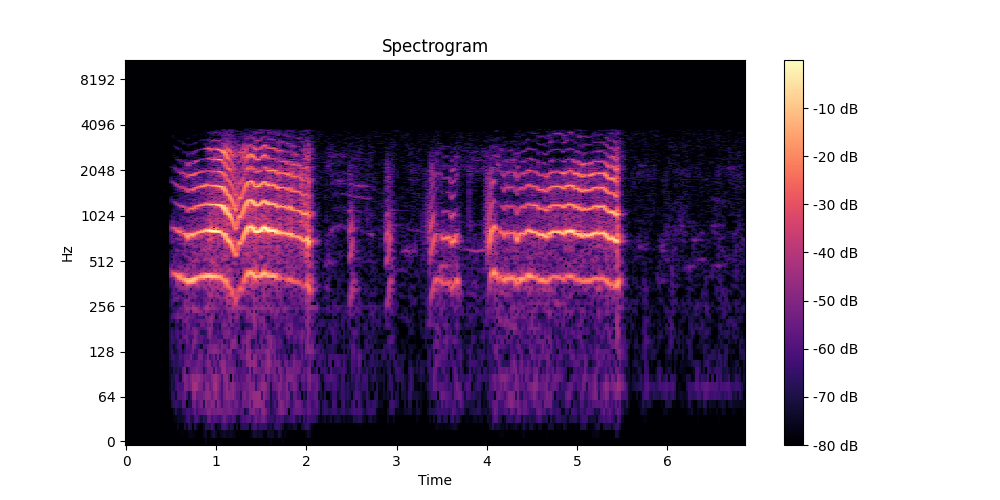 Spectrogram
8192
4096
2048
1024
512
256
128
64
0
Hz
0 1 2 3 4 5 6
Time
-10 dB
-20 dB
-30 dB
-40 dB
-50 dB
-60 dB
-70 dB
-80 dB